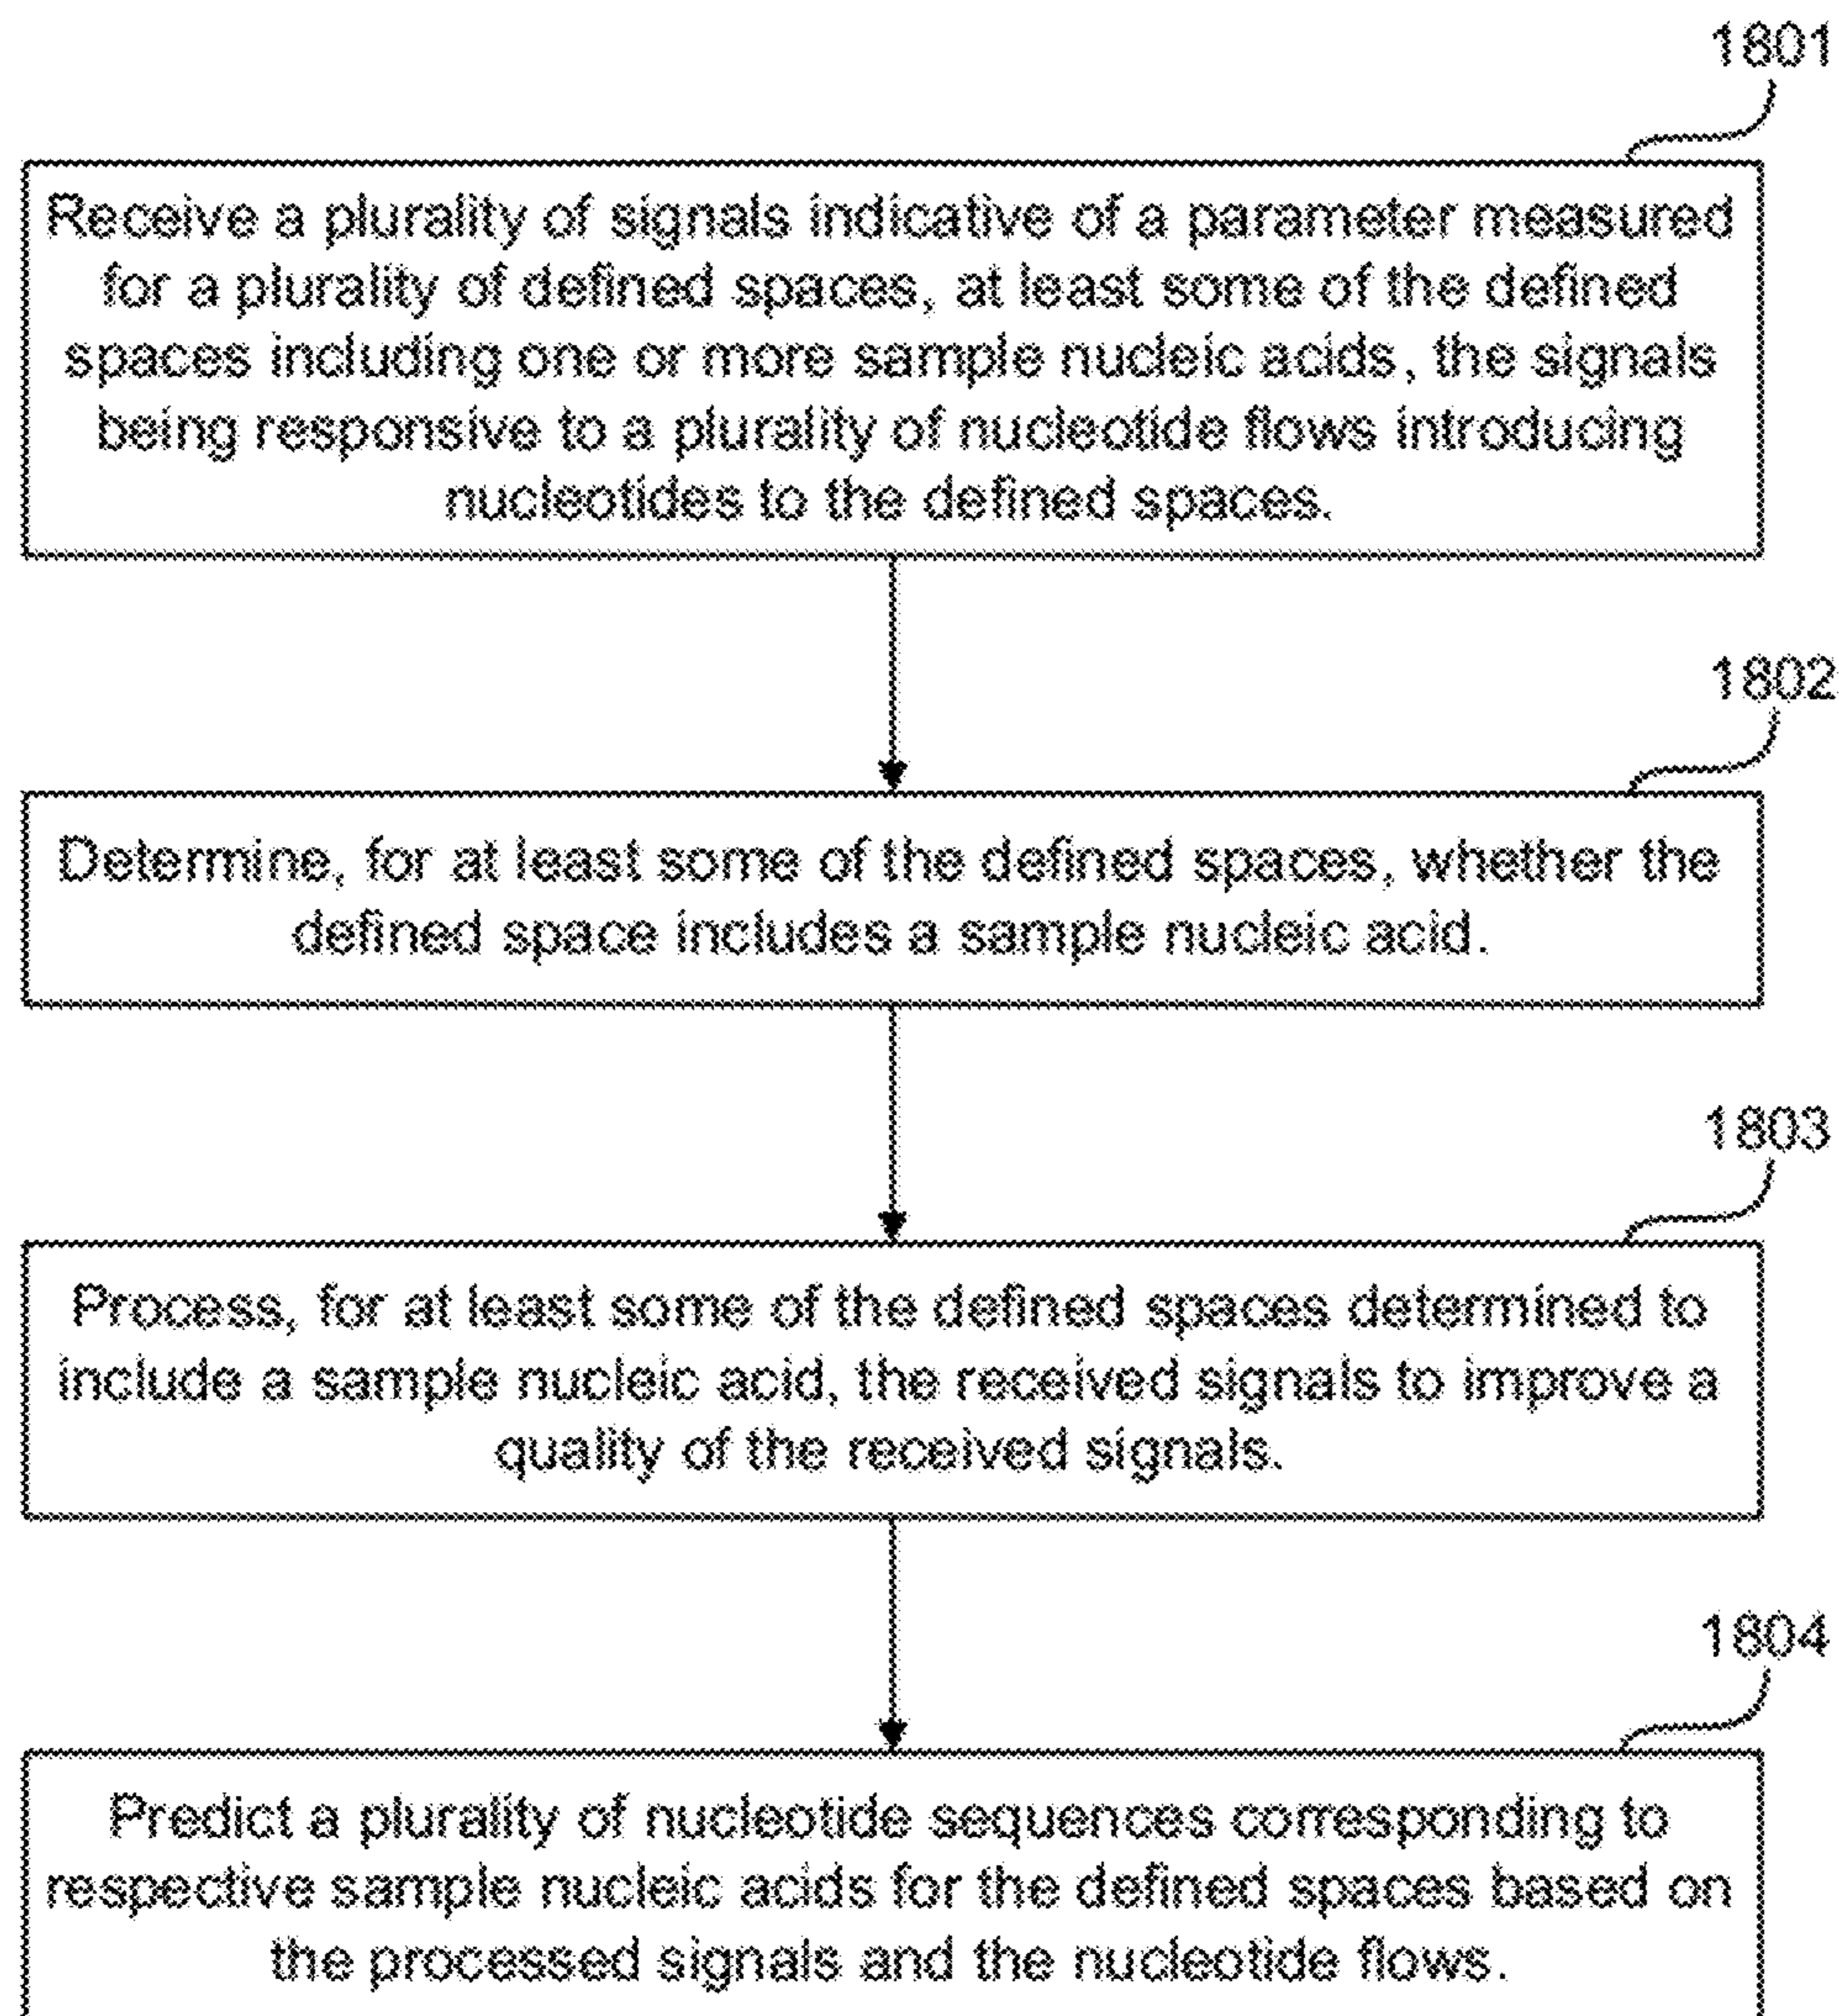 1801
Receive a plurality of signals indicative of a parameter measured
for a plurality of defined spaces, at least some of the defined
spaces including one or more sample nucleic acids, the signals
being responsive to a plurality of nucleotide flows introducing
nucleotides to the defined spaces.
1802
Determine, for at least some of the defined spaces, whether the
defined space includes a sample nucleic acid.
1803
Process, for at least some of the defined spaces determined to
include a sample nucleic acid, the received signals to improve a
quality of the received signals.
1804
Predict a plurality of nucleotide sequences corresponding to
respective sample nucleic acids for the defined spaces based on
the processed signals and the nucleotide flows.